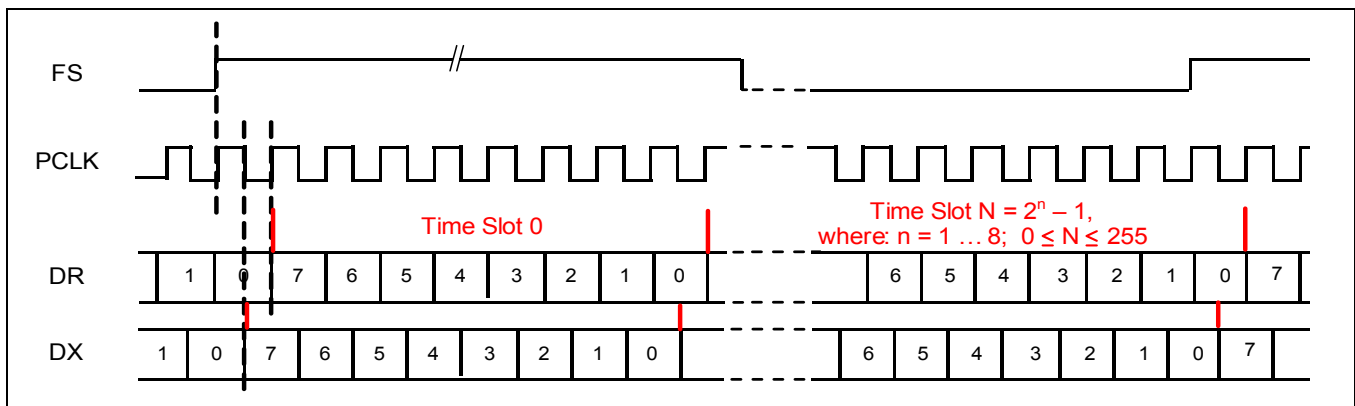 FS
PCLK
Time Slot 0
Time Slot N = 2ⁿ – 1,
where: n = 1 … 8; 0 ≤ N ≤ 255
DR 1 0 7 6 5 4 3 2 1 0 6 5 4 3 2 1 0 7
DX 1 0 7 6 5 4 3 2 1 0 6 5 4 3 2 1 0 7